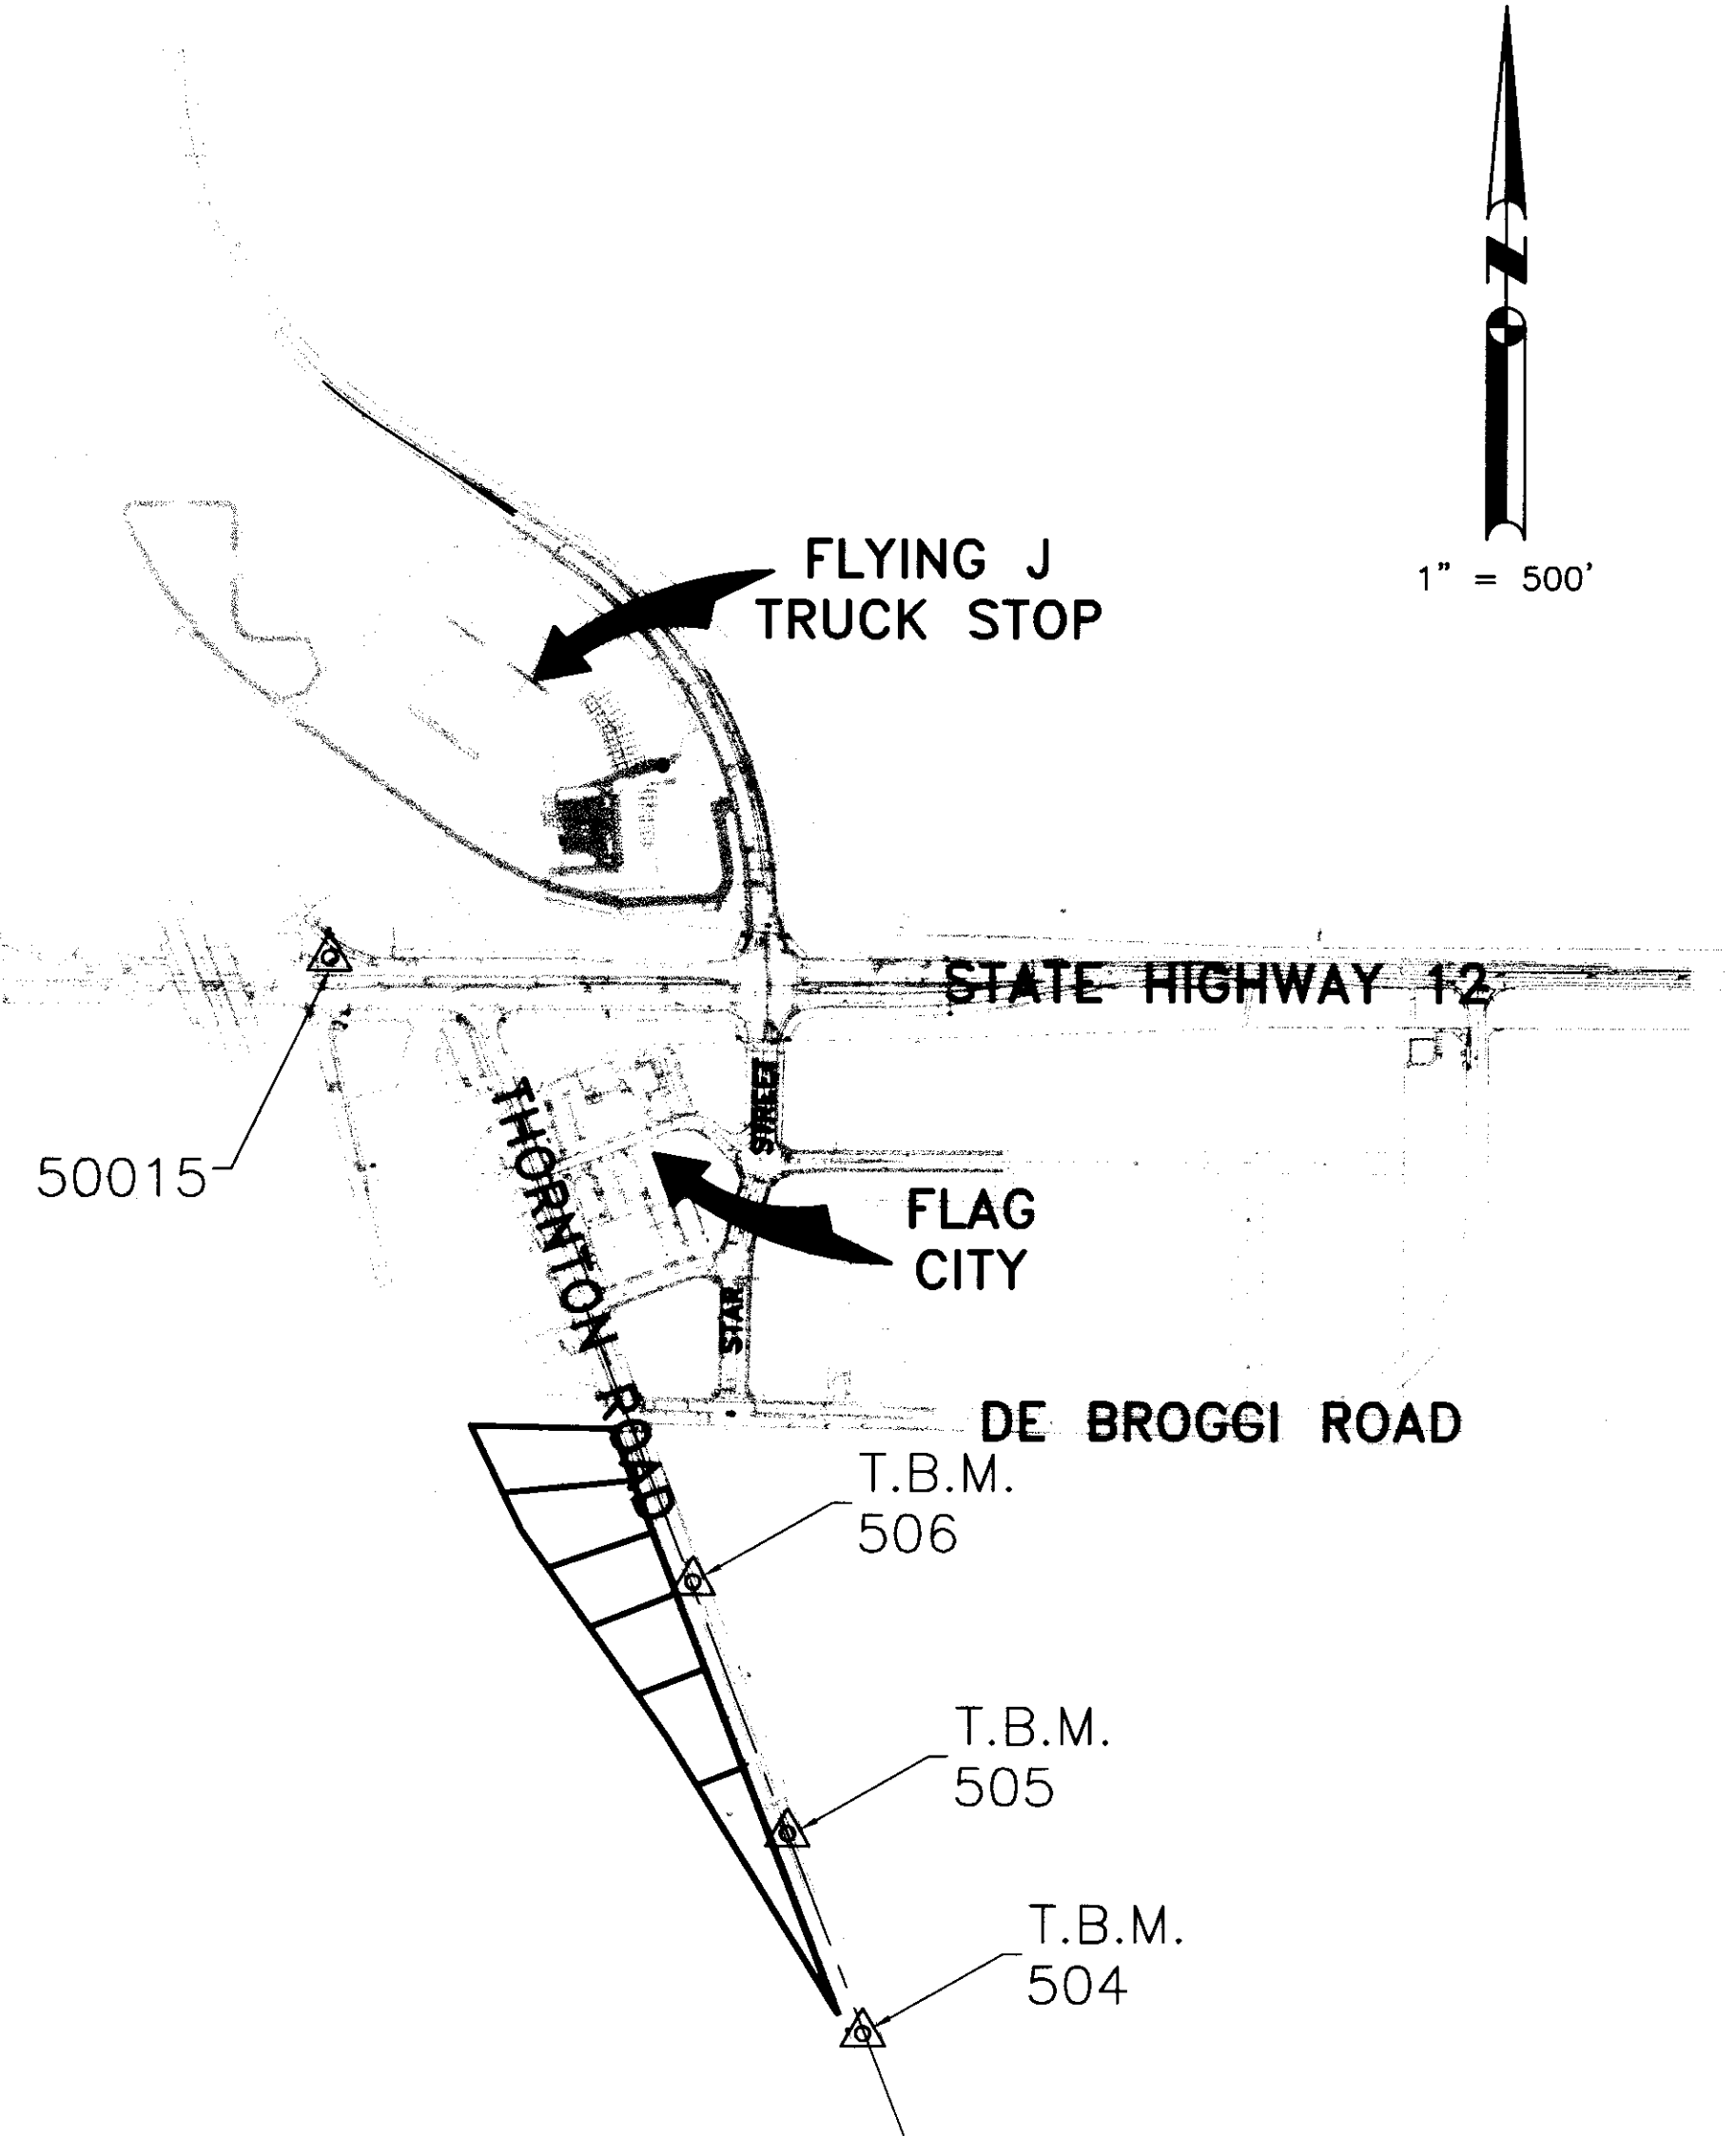 N
1" = 500'
FLYING J
TRUCK STOP
STATE HIGHWAY 12
THORNTON ROAD
STREET
50015
FLAG
CITY
STAR
DE BROGGI ROAD
T.B.M.
506
T.B.M.
505
T.B.M.
504